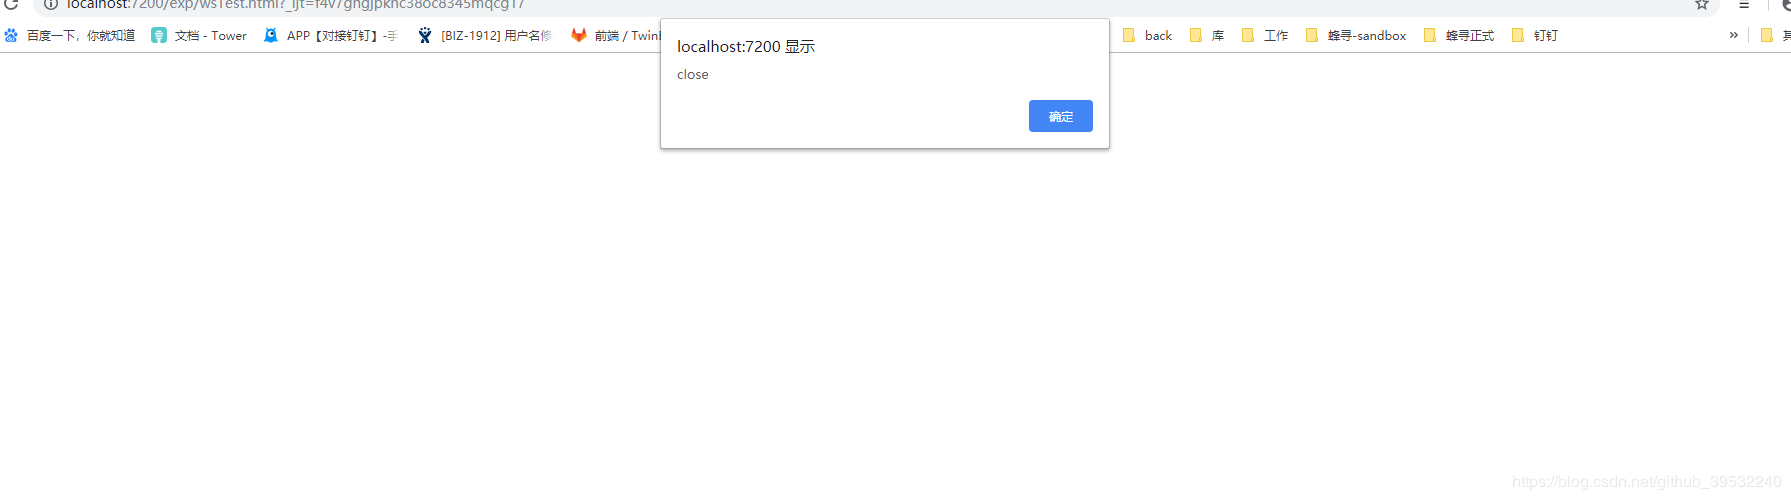 localhost:7200/exp/wsTest.html?_ijt=f4v7gngjpknc38oc8345mqcg17
百度一下，你就知道 文档 - Tower APP【对接钉钉】-手 [BIZ-1912] 用户名修 前端 / Twin back 库 工作 蜂寻-sandbox 蜂寻正式 钉钉 »
localhost:7200 显示
close
确定
https://blog.csdn.net/github_39532240